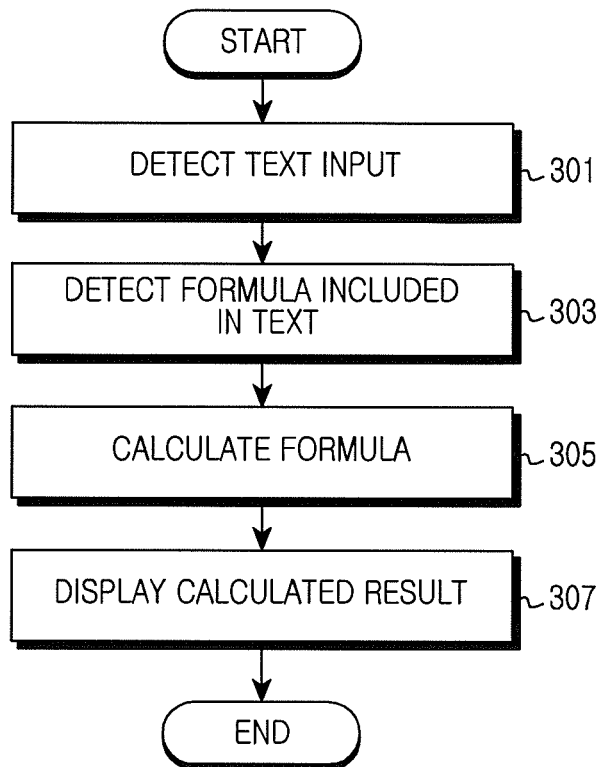 START
DETECT TEXT INPUT
301
DETECT FORMULA INCLUDED
IN TEXT
303
CALCULATE FORMULA
305
DISPLAY CALCULATED RESULT
307
END